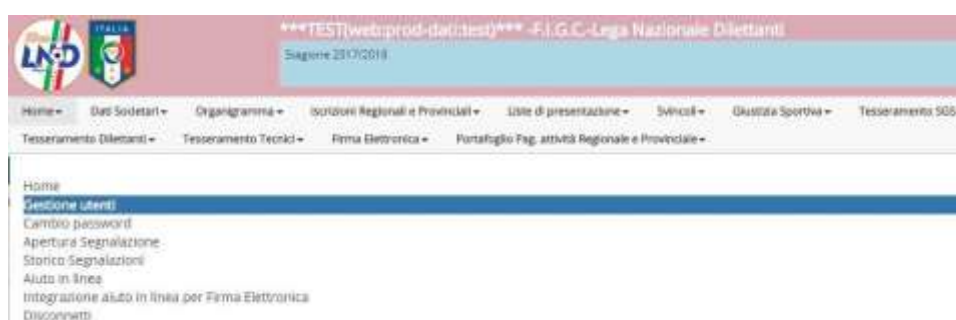 ITALIA
LND
***TEST(web:prod-dati:test)*** -F.I.G.C.-Lega Nazionale Dilettanti
Stagione 2017/2018
Home Dati Societari Organigramma Iscrizioni Regionali e Provinciali Liste di presentazione Svincoli Giustizia Sportiva Tesseramento SGS
Tesseramento Dilettanti Tesseramento Tecnici Firma Elettronica Portafoglio Pag. attività Regionale e Provinciale
Home
Gestione utenti
Cambio password
Apertura Segnalazione
Storico Segnalazioni
Aiuto in linea
Integrazione aiuto in linea per Firma Elettronica
Disconnetti